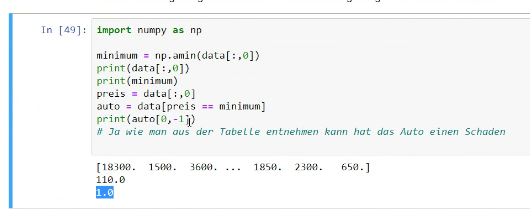 In [49]:
import numpy as np
minimum = np.amin(data[:,0])
print(data[:,0])
print(minimum)
preis = data[:,0]
auto = data[preis == minimum]
print(auto[0,-1])
# Ja wie man aus der Tabelle entnehmen kann hat das Auto einen Schaden
[18300. 1500. 3600. ... 1850. 2300. 650.]
110.0
1.0